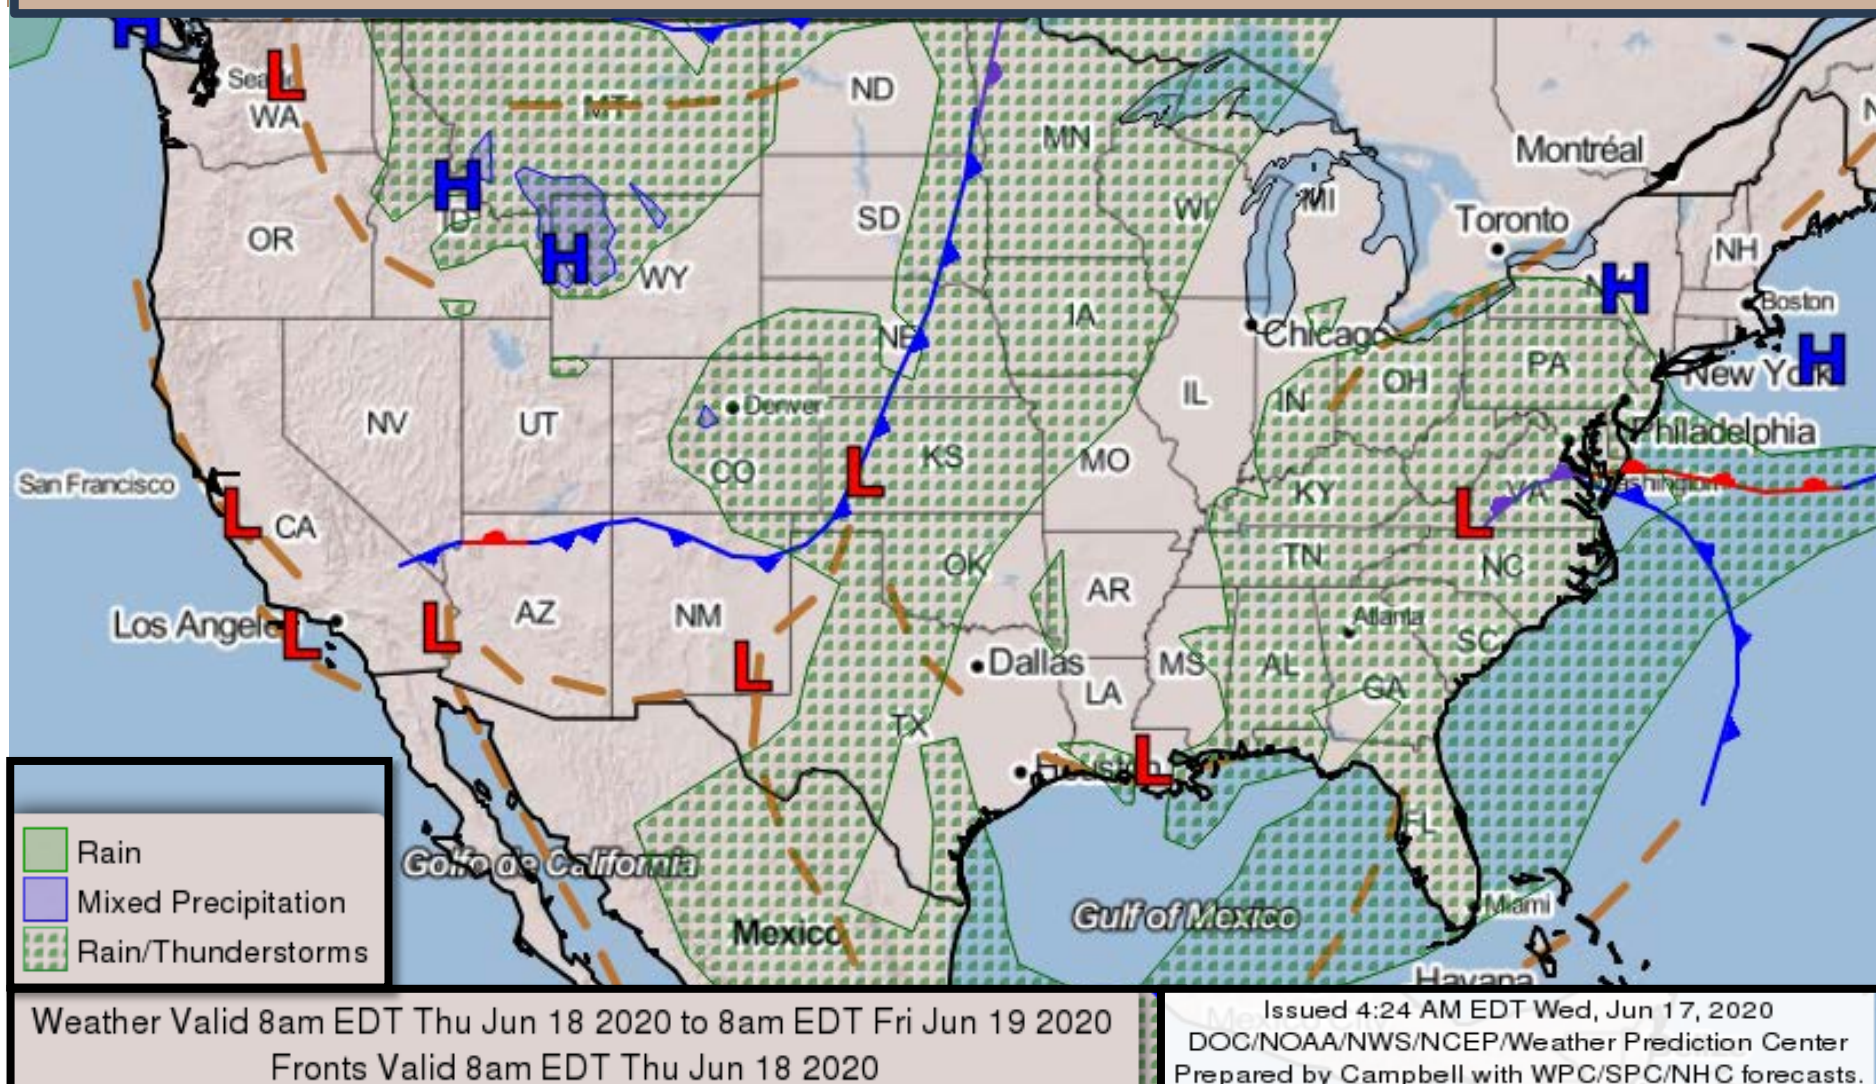 H
Seattle
L
WA
MT
ND
MN
Montréal
H
ID
OR
SD
WI
MI
Toronto
NH
H
WY
H
Boston
NE
IA
Chicago
PA
New York
H
NV
UT
Denver
IL
IN
OH
Philadelphia
CO
L
KS
MO
San Francisco
L
CA
KY
L
VA
Washington
OK
TN
NC
AR
Los Angeles
L
L
AZ
NM
L
Dallas
LA
MS
AL
Atlanta
SC
GA
TX
Houston
L
FL
Golfo de California
Mexico
Gulf of Mexico
Miami
Havana
Rain
Mixed Precipitation
Rain/Thunderstorms
Weather Valid 8am EDT Thu Jun 18 2020 to 8am EDT Fri Jun 19 2020
Fronts Valid 8am EDT Thu Jun 18 2020
Mexico City
Issued 4:24 AM EDT Wed, Jun 17, 2020
DOC/NOAA/NWS/NCEP/Weather Prediction Center
Prepared by Campbell with WPC/SPC/NHC forecasts.